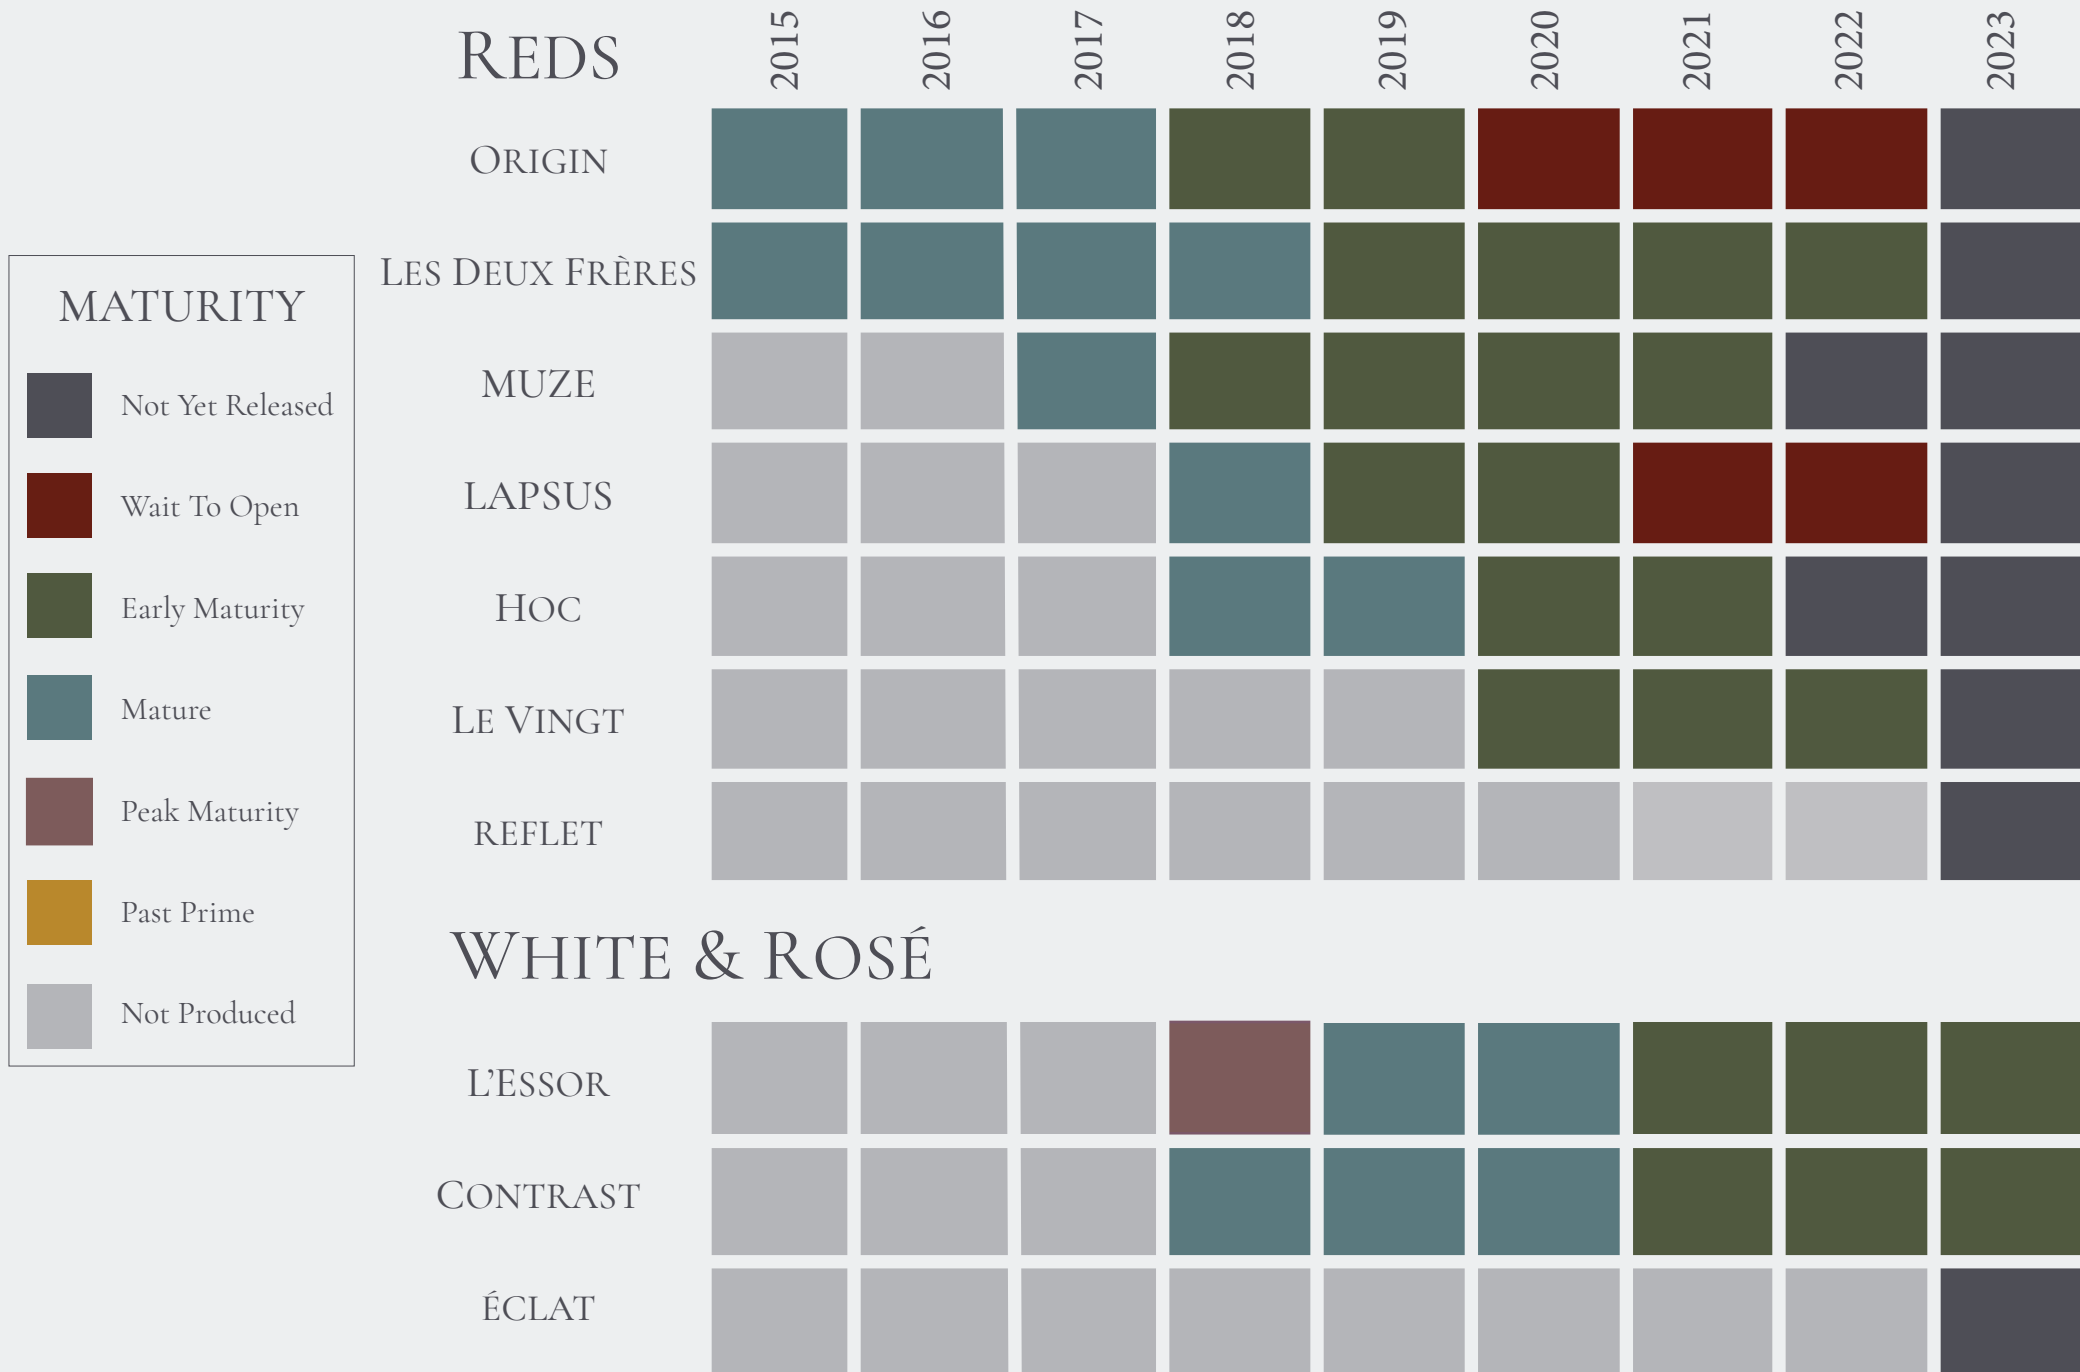 REDS
2015
2016
2017
2018
2019
2020
2021
2022
2023
ORIGIN
LES DEUX FRÈRES
MUZE
LAPSUS
HOC
LE VINGT
REFLET
MATURITY
Not Yet Released
Wait To Open
Early Maturity
Mature
Peak Maturity
Past Prime
Not Produced
WHITE & ROSÉ
L’ESSOR
CONTRAST
ÉCLAT